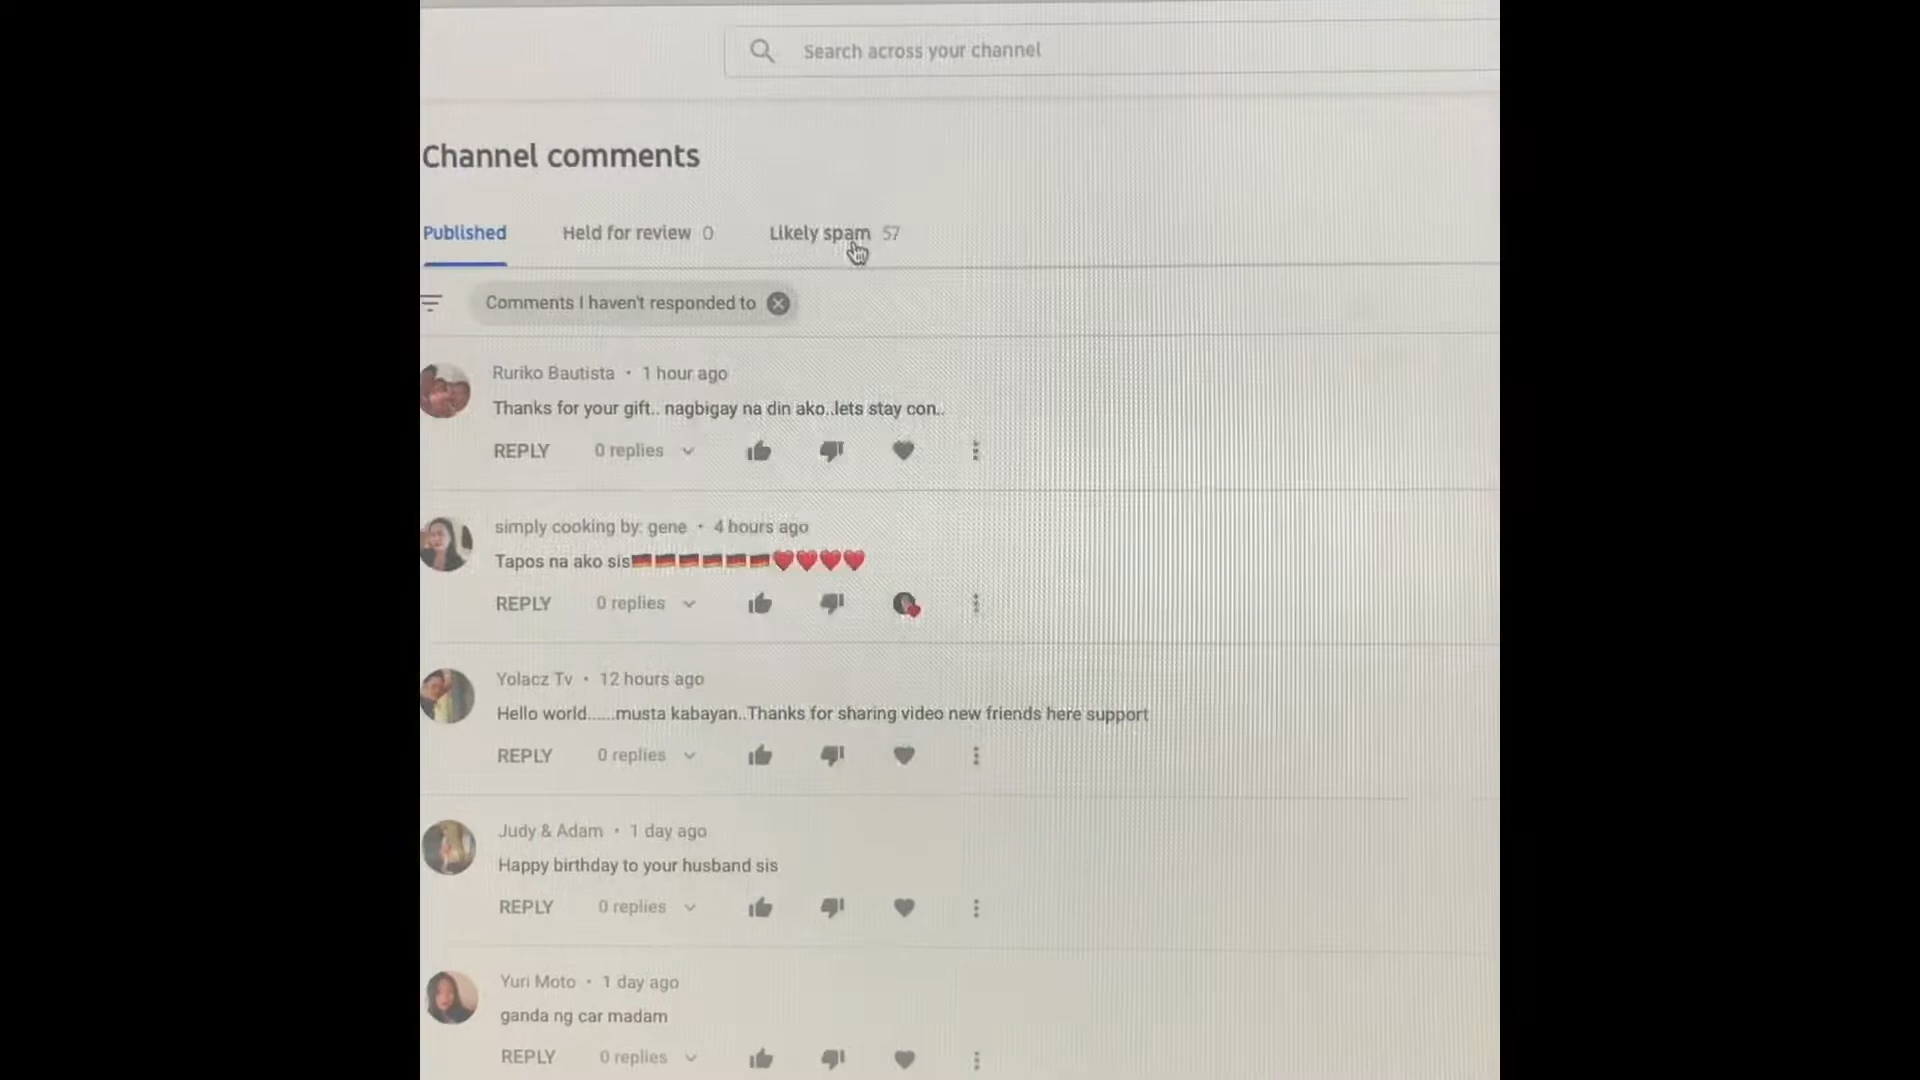 Search across your channel
Channel comments
Published Held for review 0 Likely spam 57
Comments I haven't responded to
Ruriko Bautista • 1 hour ago
Thanks for your gift.. nagbigay na din ako..lets stay con..
REPLY 0 replies
simply cooking by: gene • 4 hours ago
Tapos na ako sis🇩🇪🇩🇪🇩🇪🇩🇪🇩🇪🇩🇪❤️❤️❤️❤️
REPLY 0 replies
Yolacz Tv • 12 hours ago
Hello world......musta kabayan..Thanks for sharing video new friends here support
REPLY 0 replies
Judy & Adam • 1 day ago
Happy birthday to your husband sis
REPLY 0 replies
Yuri Moto • 1 day ago
ganda ng car madam
REPLY 0 replies